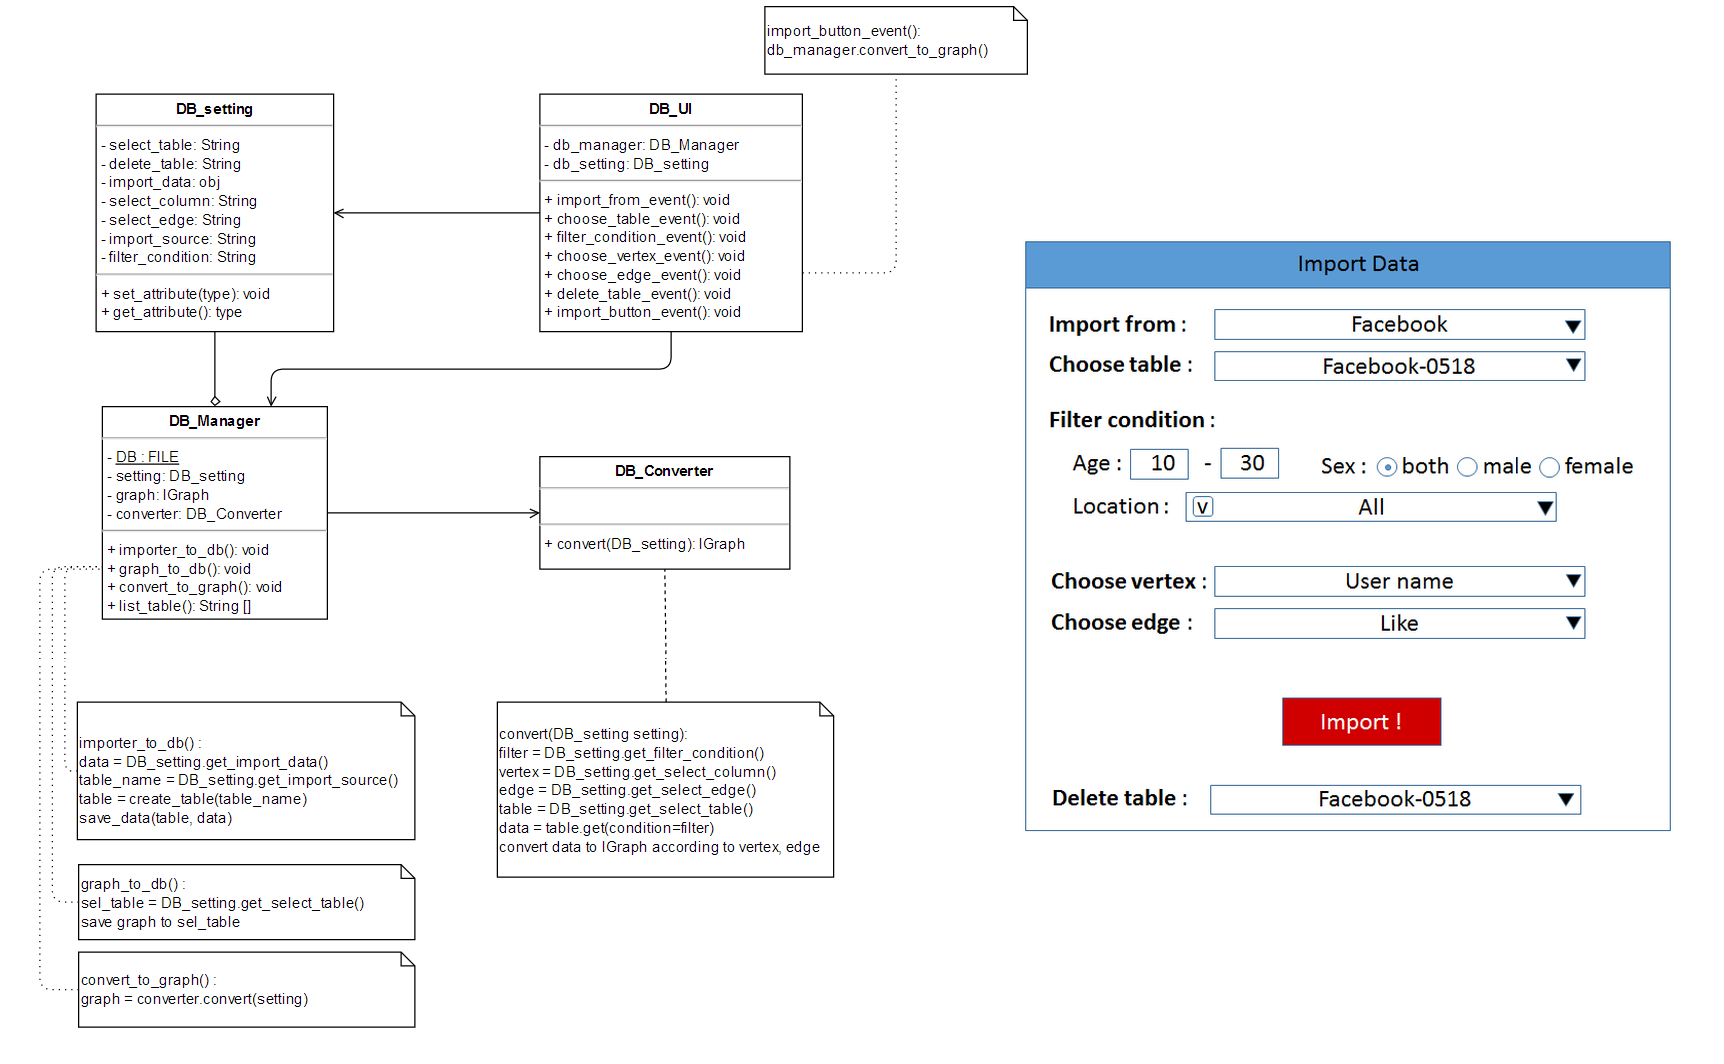 import_button_event():
db_manager.convert_to_graph()
DB_setting
- select_table: String
- delete_table: String
- import_data: obj
- select_column: String
- select_edge: String
- import_source: String
- filter_condition: String
+ set_attribute(type): void
+ get_attribute(): type
DB_UI
- db_manager: DB_Manager
- db_setting: DB_setting
+ import_from_event(): void
+ choose_table_event(): void
+ filter_condition_event(): void
+ choose_vertex_event(): void
+ choose_edge_event(): void
+ delete_table_event(): void
+ import_button_event(): void
DB_Manager
- DB : FILE
- setting: DB_setting
- graph: IGraph
- converter: DB_Converter
+ importer_to_db(): void
+ graph_to_db(): void
+ convert_to_graph(): void
+ list_table(): String []
DB_Converter
+ convert(DB_setting): IGraph
importer_to_db() :
data = DB_setting.get_import_data()
table_name = DB_setting.get_import_source()
table = create_table(table_name)
save_data(table, data)
graph_to_db() :
sel_table = DB_setting.get_select_table()
save graph to sel_table
convert_to_graph() :
graph = converter.convert(setting)
convert(DB_setting setting):
filter = DB_setting.get_filter_condition()
vertex = DB_setting.get_select_column()
edge = DB_setting.get_select_edge()
table = DB_setting.get_select_table()
data = table.get(condition=filter)
convert data to IGraph according to vertex, edge
Import Data
Import from : Facebook
Choose table : Facebook-0518
Filter condition :
Age : 10 - 30 Sex : both male female
Location : v All
Choose vertex : User name
Choose edge : Like
Import !
Delete table : Facebook-0518